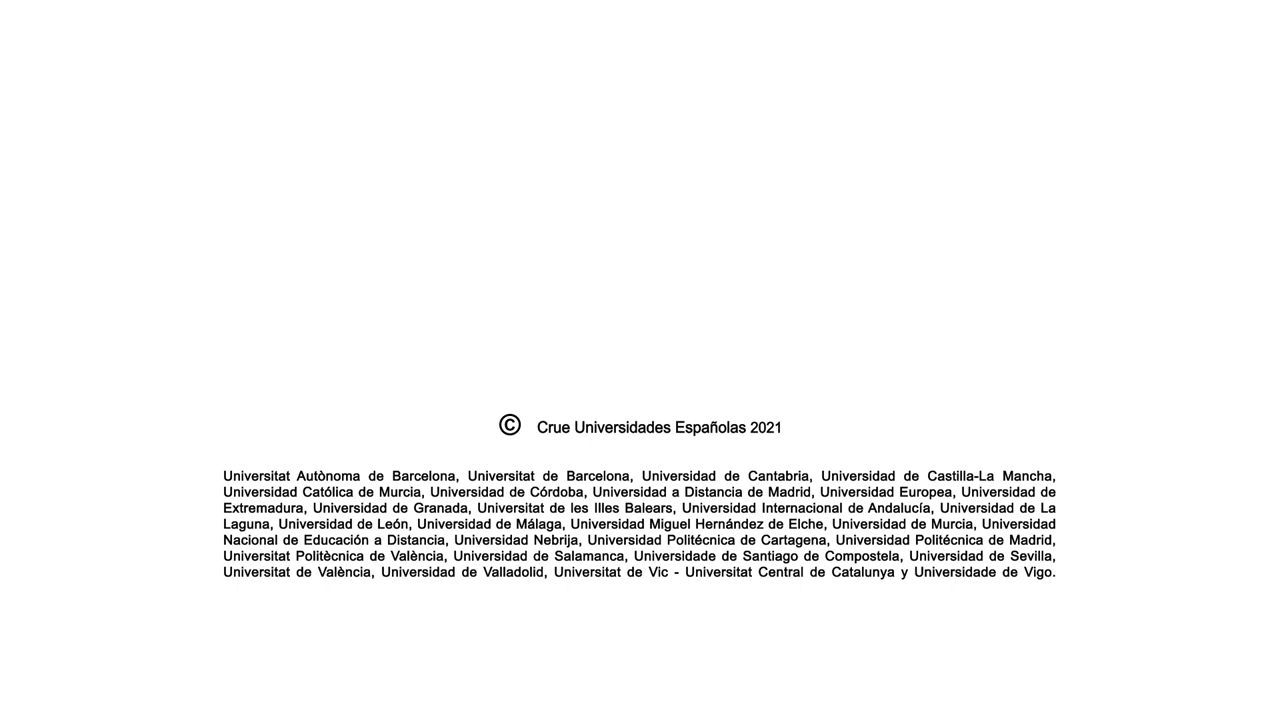 © Crue Universidades Españolas 2021
Universitat Autònoma de Barcelona, Universitat de Barcelona, Universidad de Cantabria, Universidad de Castilla-La Mancha,
Universidad Católica de Murcia, Universidad de Córdoba, Universidad a Distancia de Madrid, Universidad Europea, Universidad de
Extremadura, Universidad de Granada, Universitat de les Illes Balears, Universidad Internacional de Andalucía, Universidad de La
Laguna, Universidad de León, Universidad de Málaga, Universidad Miguel Hernández de Elche, Universidad de Murcia, Universidad
Nacional de Educación a Distancia, Universidad Nebrija, Universidad Politécnica de Cartagena, Universidad Politécnica de Madrid,
Universitat Politècnica de València, Universidad de Salamanca, Universidade de Santiago de Compostela, Universidad de Sevilla,
Universitat de València, Universidad de Valladolid, Universitat de Vic - Universitat Central de Catalunya y Universidade de Vigo.